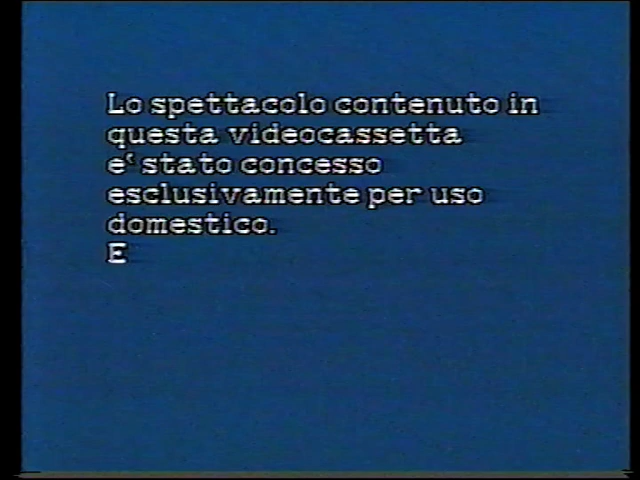 Lo spettacolo contenuto in
questa videocassetta
e' stato concesso
esclusivamente per uso
domestico.
E